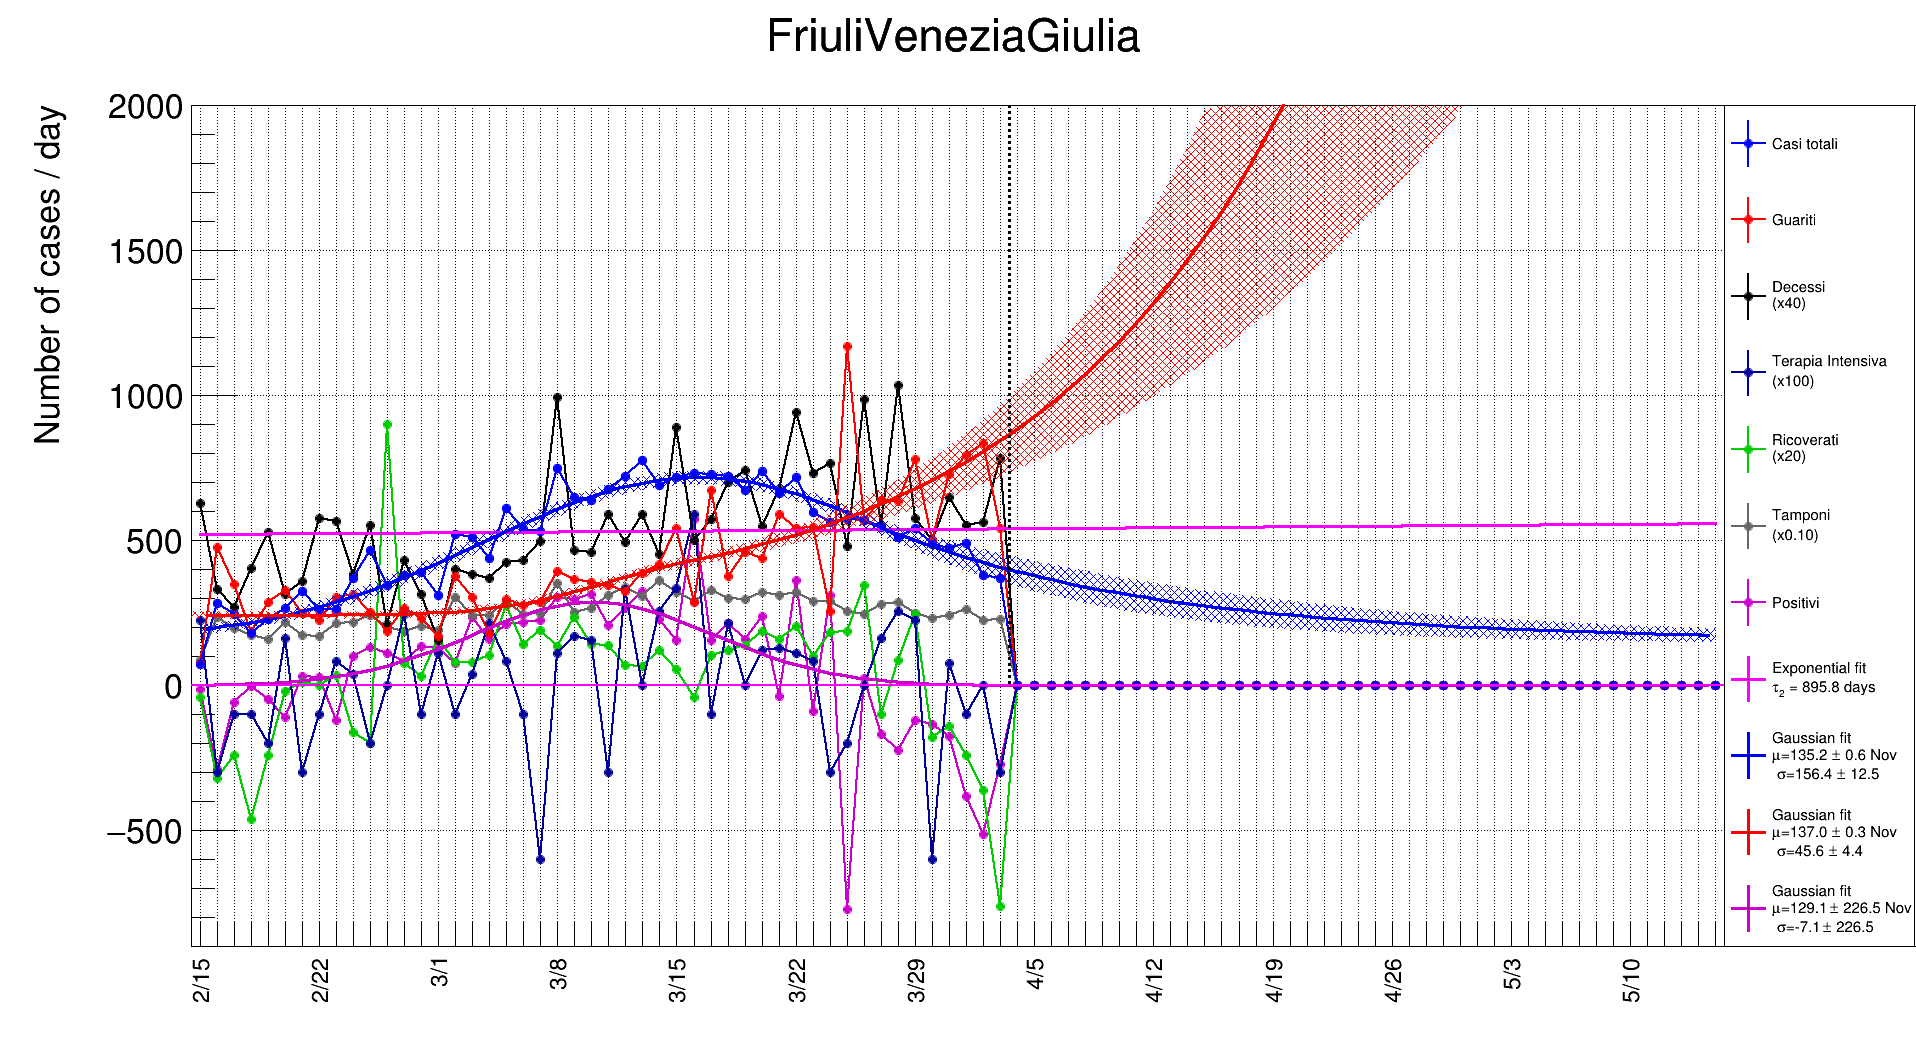 FriuliVeneziaGiulia
Number of cases / day
2000
1500
1000
500
0
−500
2/15
2/22
3/1
3/8
3/15
3/22
3/29
4/5
4/12
4/19
4/26
5/3
5/10
Casi totali
Guariti
Decessi
(x40)
Terapia Intensiva
(x100)
Ricoverati
(x20)
Tamponi
(x0.10)
Positivi
Exponential fit
τ2 = 895.8 days
Gaussian fit
μ=135.2 ± 0.6 Nov
σ=156.4 ± 12.5
Gaussian fit
μ=137.0 ± 0.3 Nov
σ=45.6 ± 4.4
Gaussian fit
μ=129.1 ± 226.5 Nov
σ=-7.1 ± 226.5